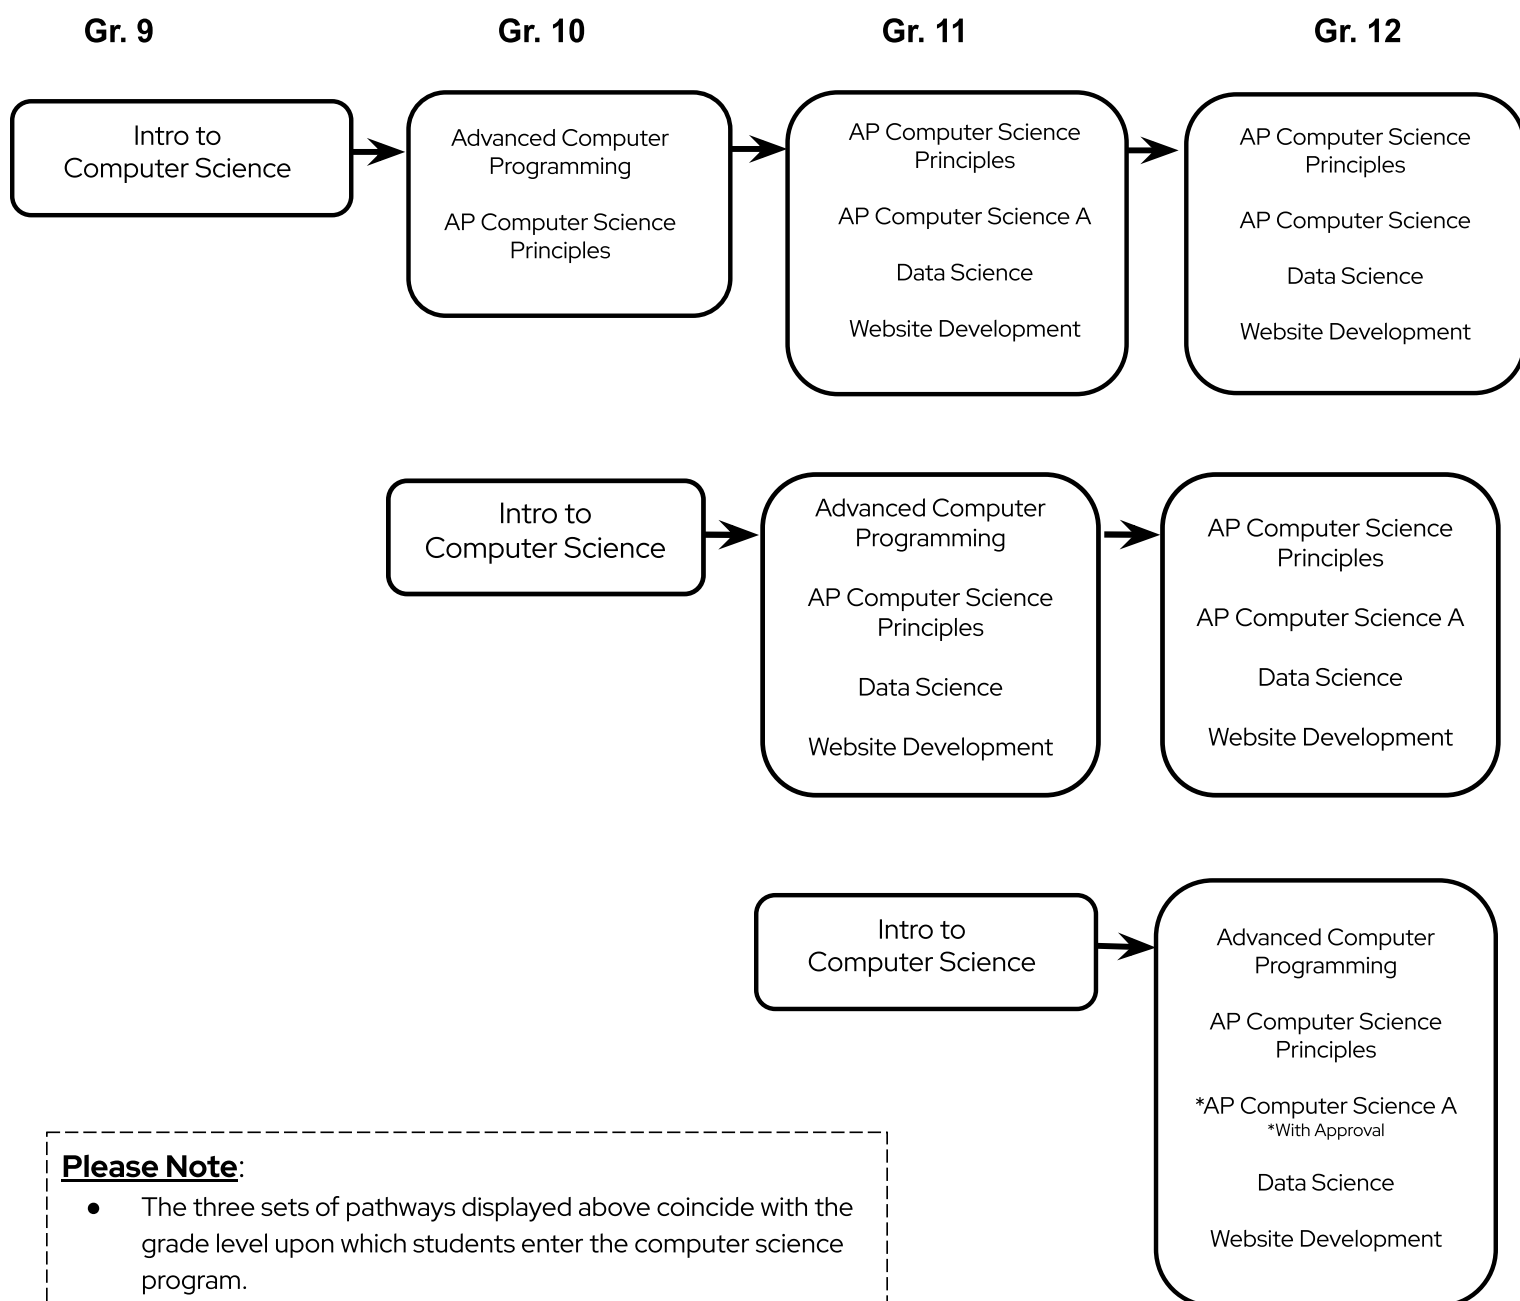 Gr. 9
Gr. 10
Gr. 11
Gr. 12
Intro to
Computer Science
Advanced Computer
Programming
AP Computer Science
Principles
AP Computer Science
Principles
AP Computer Science A
Data Science
Website Development
AP Computer Science
Principles
AP Computer Science
Data Science
Website Development
Intro to
Computer Science
Advanced Computer
Programming
AP Computer Science
Principles
Data Science
Website Development
AP Computer Science
Principles
AP Computer Science A
Data Science
Website Development
Intro to
Computer Science
Advanced Computer
Programming
AP Computer Science
Principles
*AP Computer Science A
*With Approval
Data Science
Website Development
Please Note:
● The three sets of pathways displayed above coincide with the
grade level upon which students enter the computer science
program.